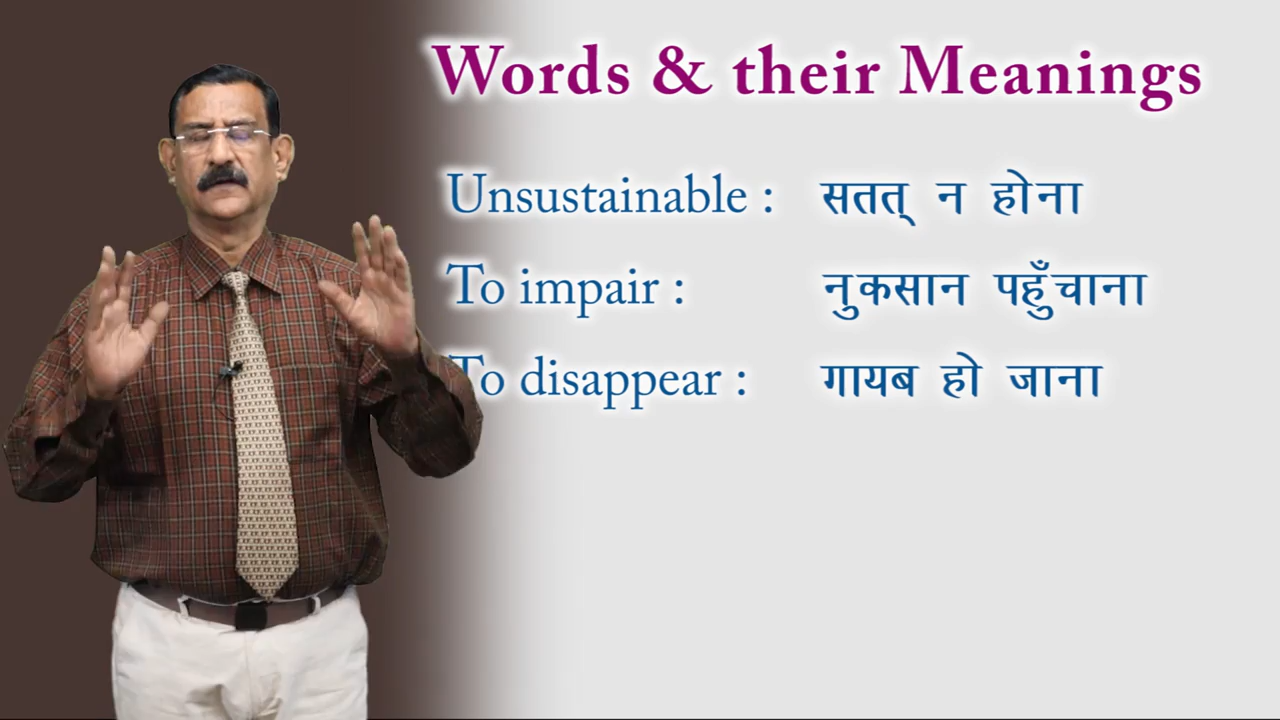 Words & their Meanings
Unsustainable : सतत् न होना
To impair : नुकसान पहुँचाना
To disappear : गायब हो जाना